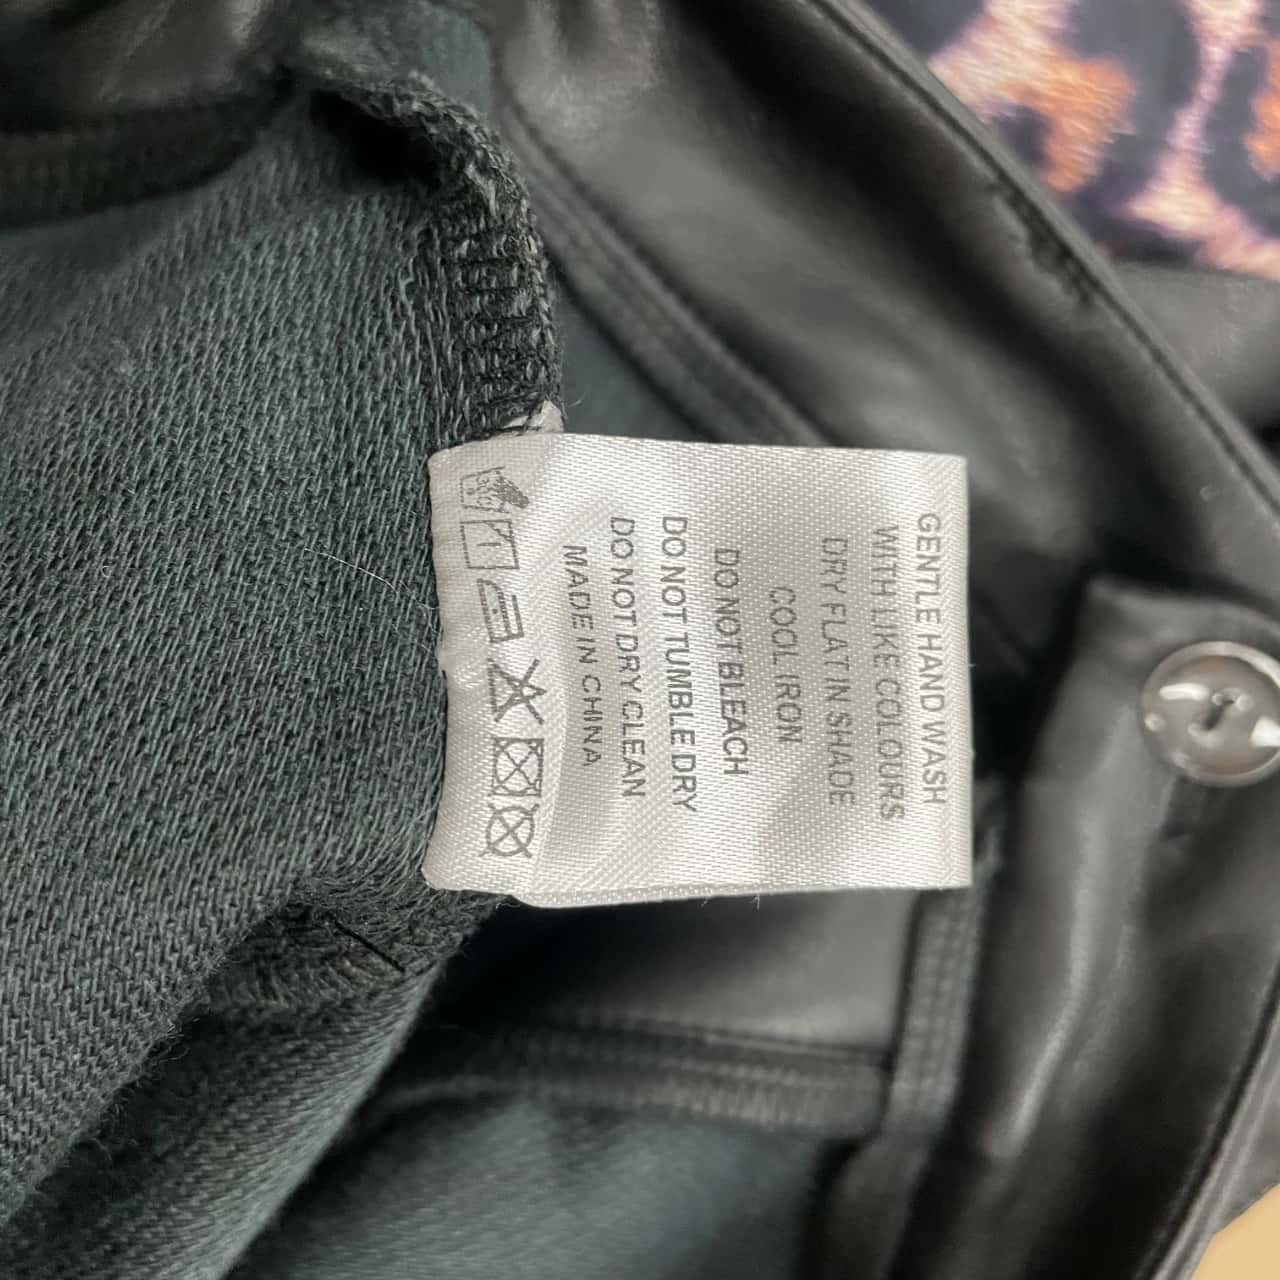 GENTLE HAND WASH
WITH LIKE COLOURS
DRY FLAT IN SHADE
COOL IRON
DO NOT BLEACH
DO NOT TUMBLE DRY
DO NOT DRY CLEAN
MADE IN CHINA